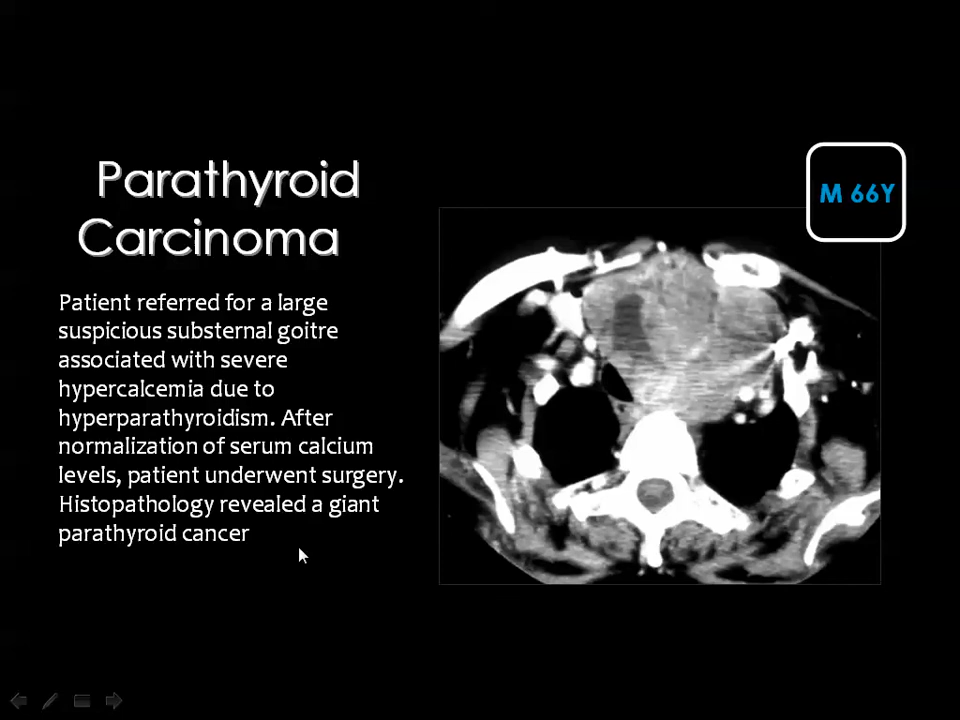 Parathyroid
Carcinoma
M 66Y
Patient referred for a large
suspicious substernal goitre
associated with severe
hypercalcemia due to
hyperparathyroidism. After
normalization of serum calcium
levels, patient underwent surgery.
Histopathology revealed a giant
parathyroid cancer